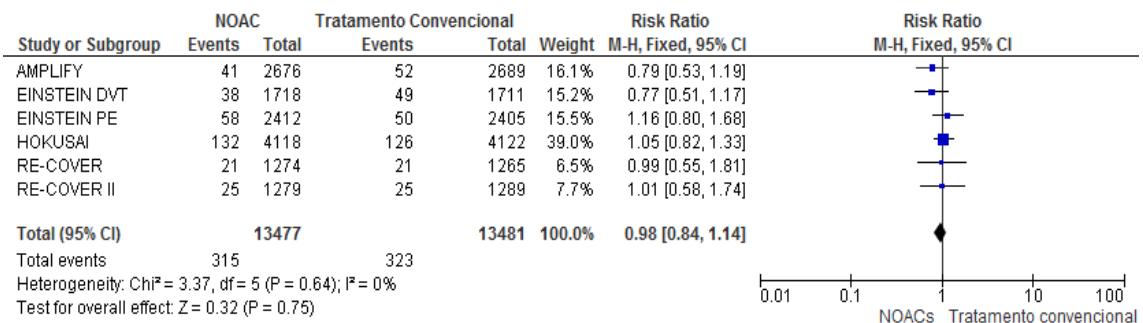 NOAC Tratamento Convencional Risk Ratio Risk Ratio
Study or Subgroup Events Total Events Total Weight M-H, Fixed, 95% CI M-H, Fixed, 95% CI
AMPLIFY 41 2676 52 2689 16.1% 0.79 [0.53, 1.19]
EINSTEIN DVT 38 1718 49 1711 15.2% 0.77 [0.51, 1.17]
EINSTEIN PE 58 2412 50 2405 15.5% 1.16 [0.80, 1.68]
HOKUSAI 132 4118 126 4122 39.0% 1.05 [0.82, 1.33]
RE-COVER 21 1274 21 1265 6.5% 0.99 [0.55, 1.81]
RE-COVER II 25 1279 25 1289 7.7% 1.01 [0.58, 1.74]
Total (95% CI) 13477 13481 100.0% 0.98 [0.84, 1.14]
Total events 315 323
Heterogeneity: Chi² = 3.37, df = 5 (P = 0.64); I² = 0%
Test for overall effect: Z = 0.32 (P = 0.75)
0.01 0.1 1 10 100
NOACs Tratamento convencional